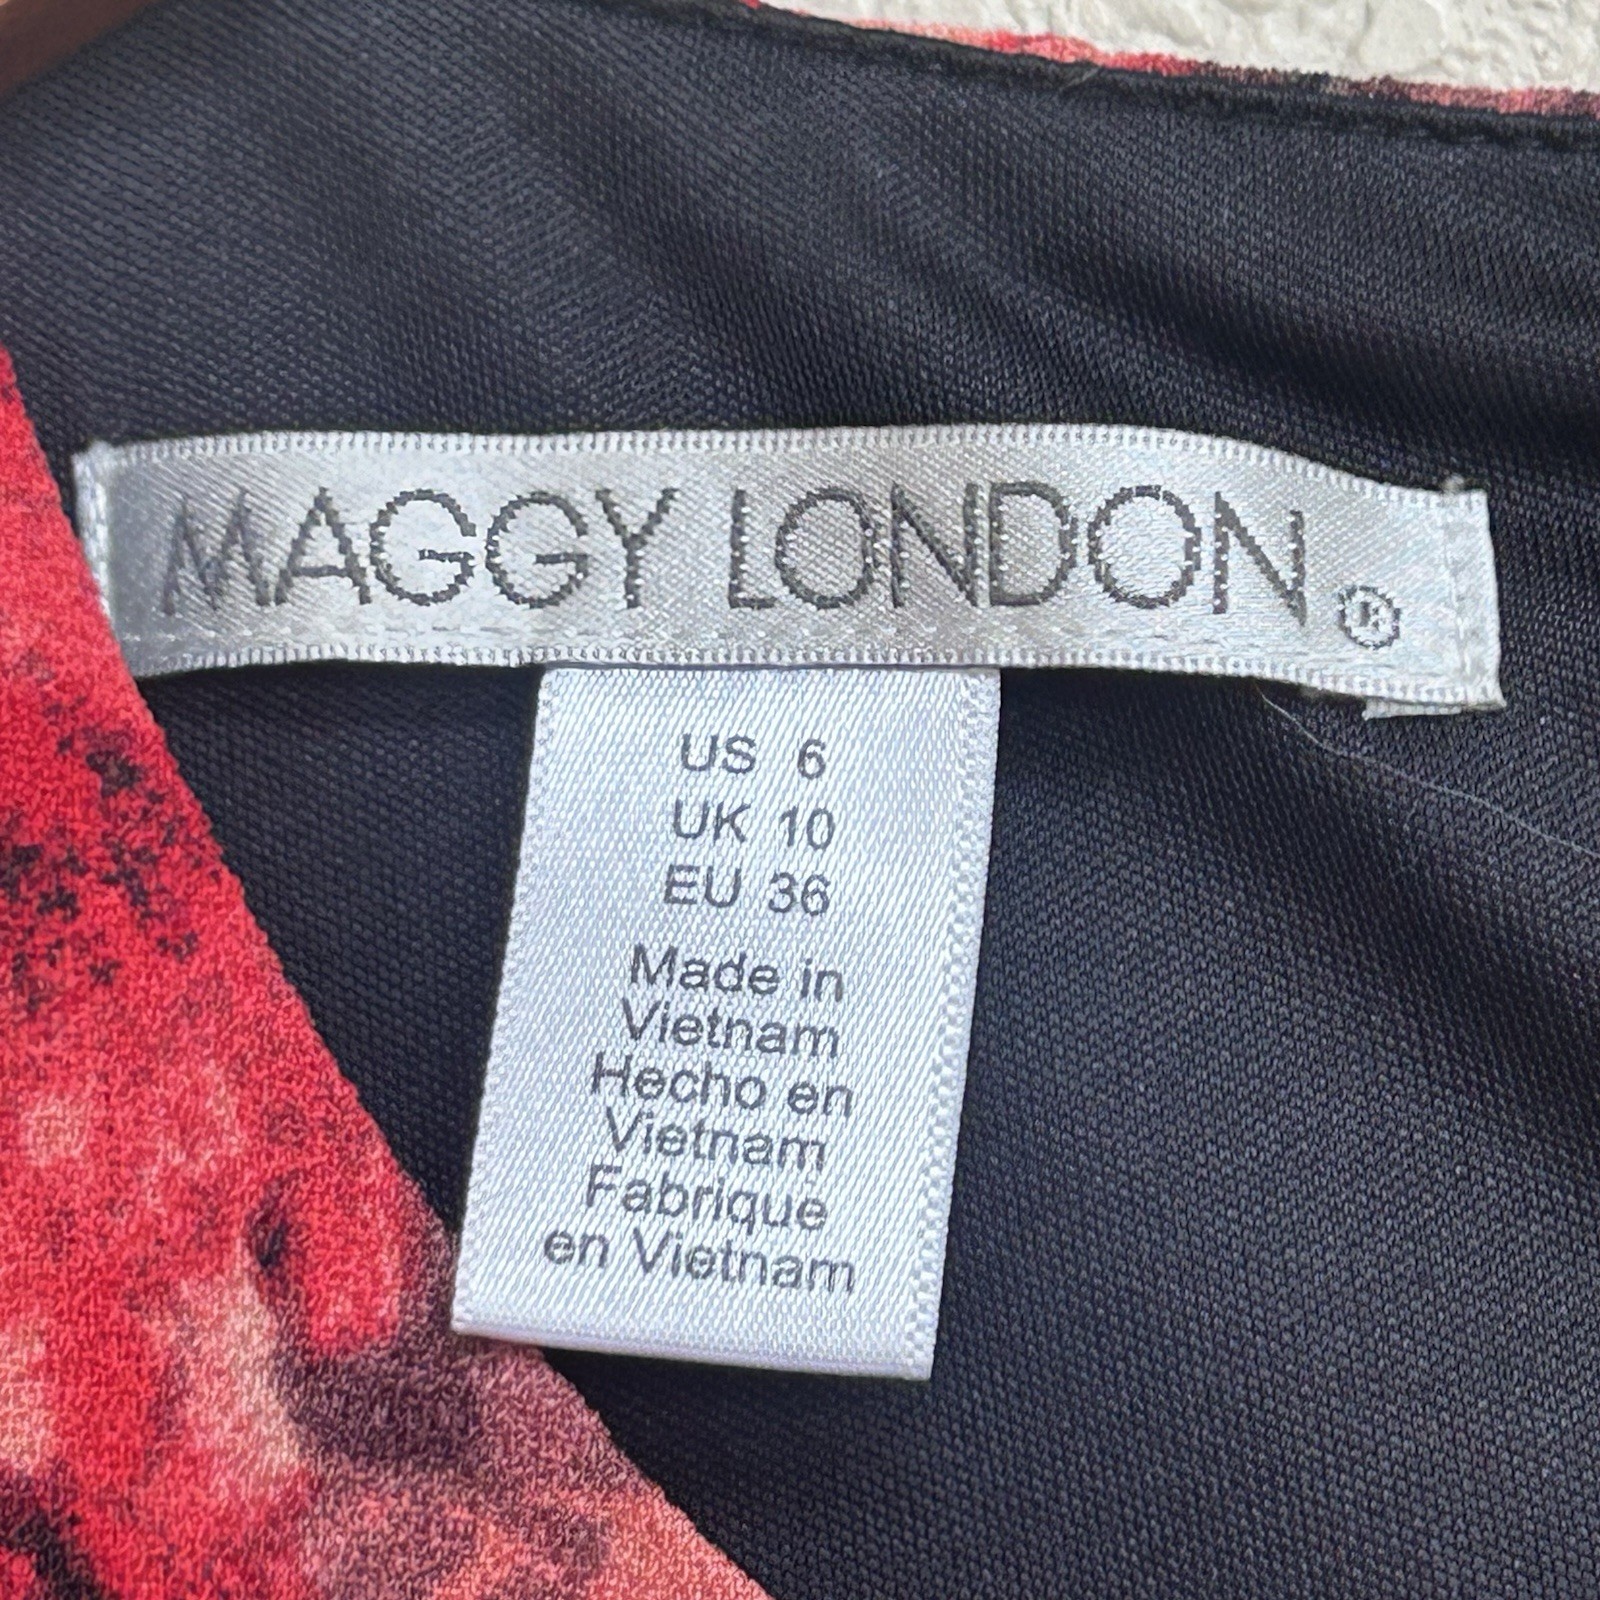 MAGGY LONDON ®
US 6
UK 10
EU 36
Made in
Vietnam
Hecho en
Vietnam
Fabrique
en Vietnam